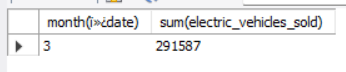 month(ï»¿date) sum(electric_vehicles_sold)
3 291587